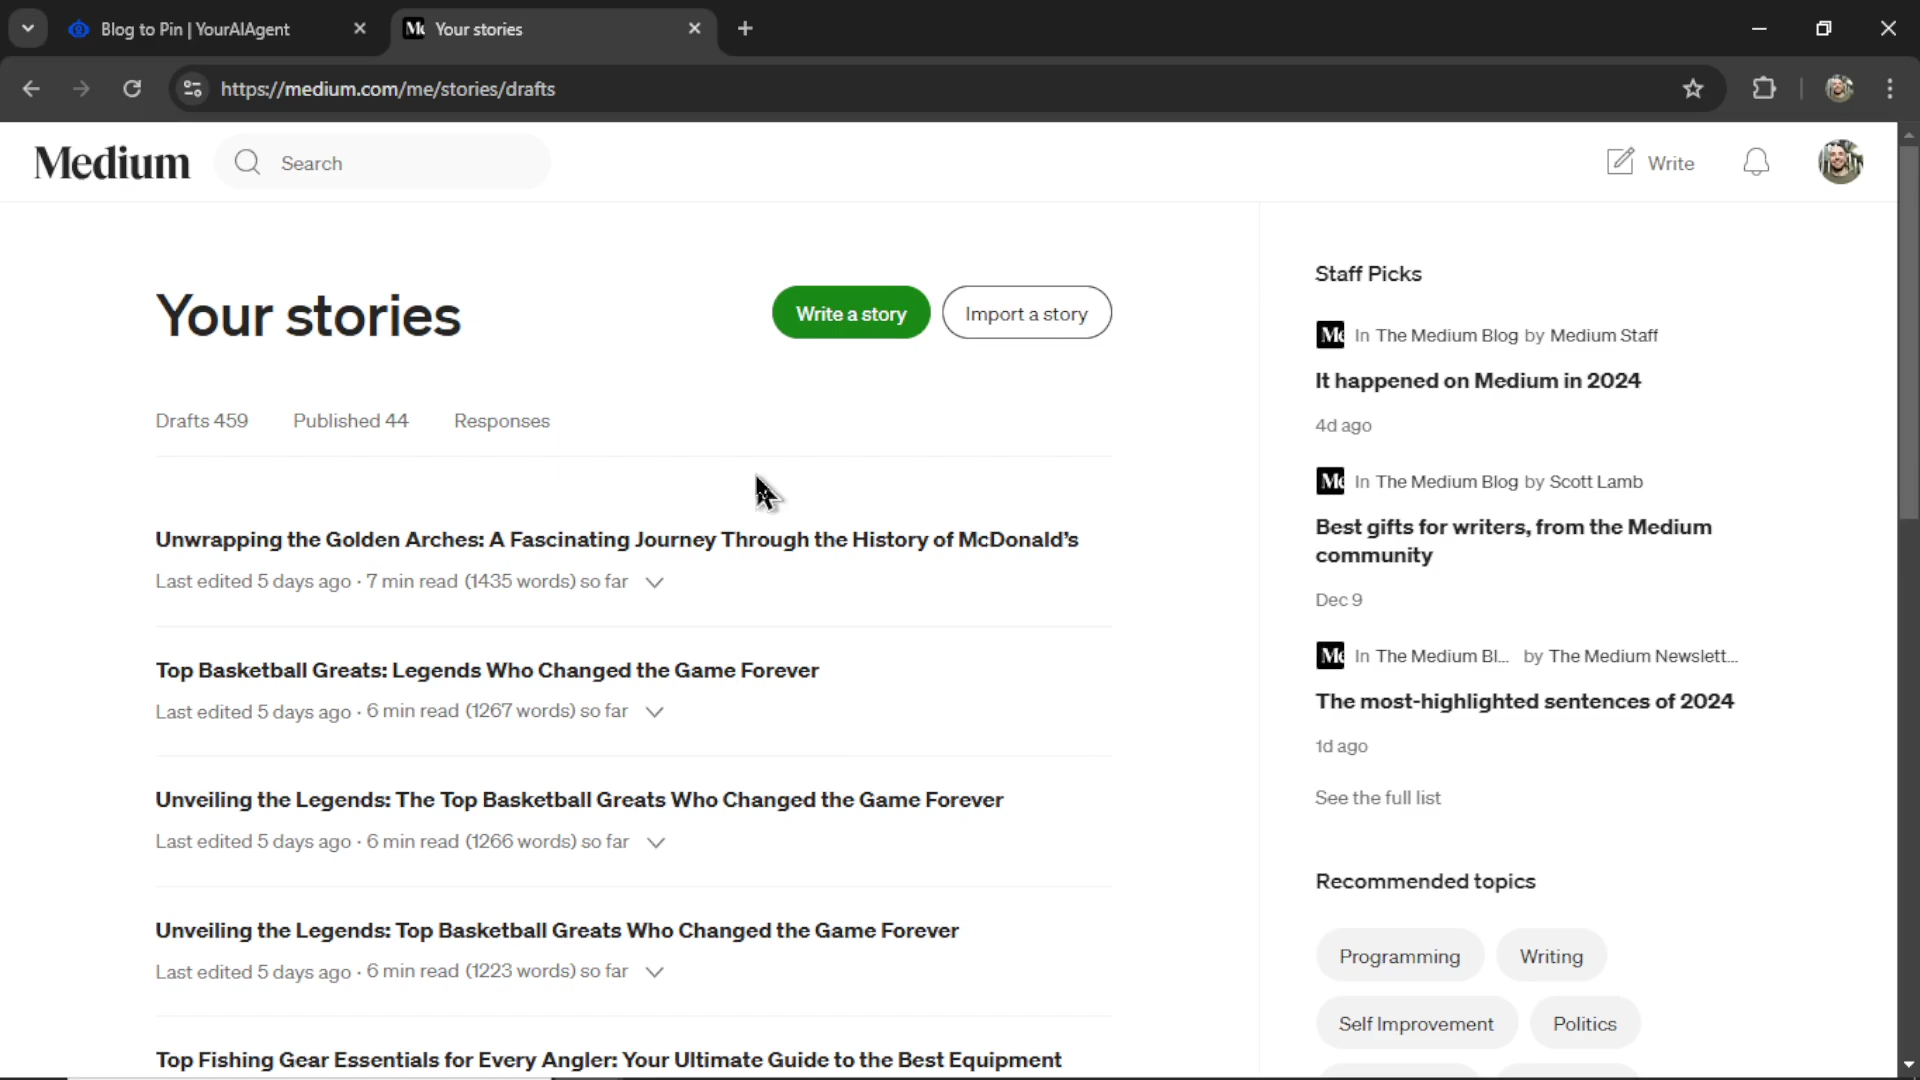 Blog to Pin | YourAIAgent
Your stories
https://medium.com/me/stories/drafts
Medium
Search
Write
Your stories
Write a story
Import a story
Drafts 459
Published 44
Responses
Unwrapping the Golden Arches: A Fascinating Journey Through the History of McDonald's
Last edited 5 days ago · 7 min read (1435 words) so far
Top Basketball Greats: Legends Who Changed the Game Forever
Last edited 5 days ago · 6 min read (1267 words) so far
Unveiling the Legends: The Top Basketball Greats Who Changed the Game Forever
Last edited 5 days ago · 6 min read (1266 words) so far
Unveiling the Legends: Top Basketball Greats Who Changed the Game Forever
Last edited 5 days ago · 6 min read (1223 words) so far
Top Fishing Gear Essentials for Every Angler: Your Ultimate Guide to the Best Equipment
Staff Picks
In The Medium Blog by Medium Staff
It happened on Medium in 2024
4d ago
In The Medium Blog by Scott Lamb
Best gifts for writers, from the Medium
community
Dec 9
In The Medium Bl... by The Medium Newslett...
The most-highlighted sentences of 2024
1d ago
See the full list
Recommended topics
Programming
Writing
Self Improvement
Politics